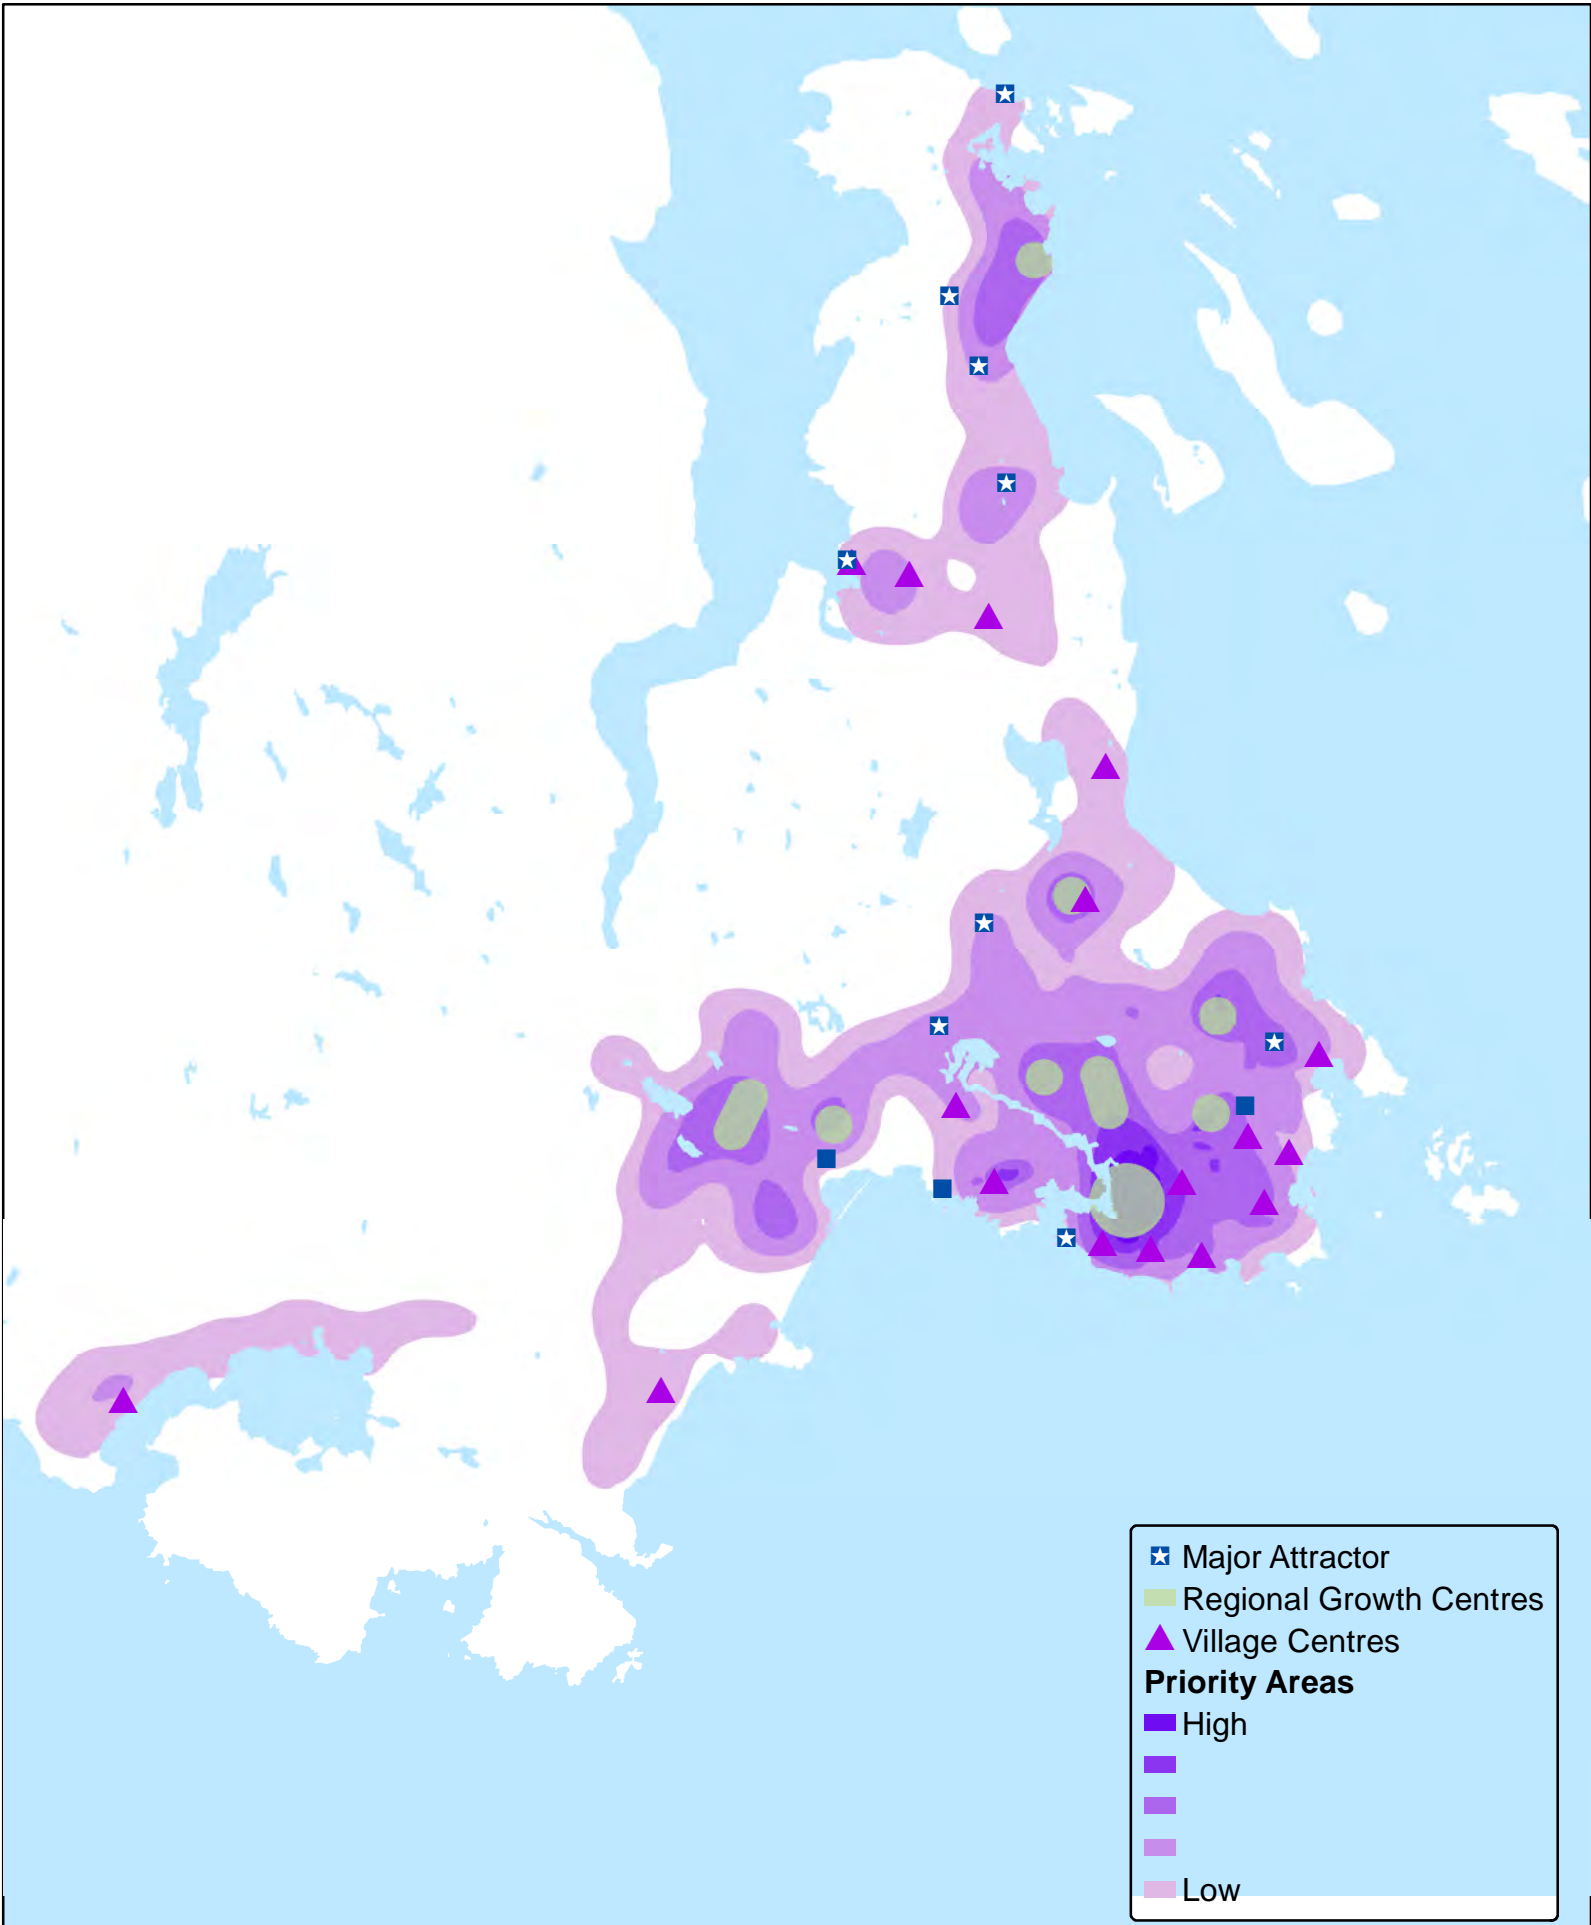 Major Attractor
Regional Growth Centres
Village Centres
Priority Areas
High
Low